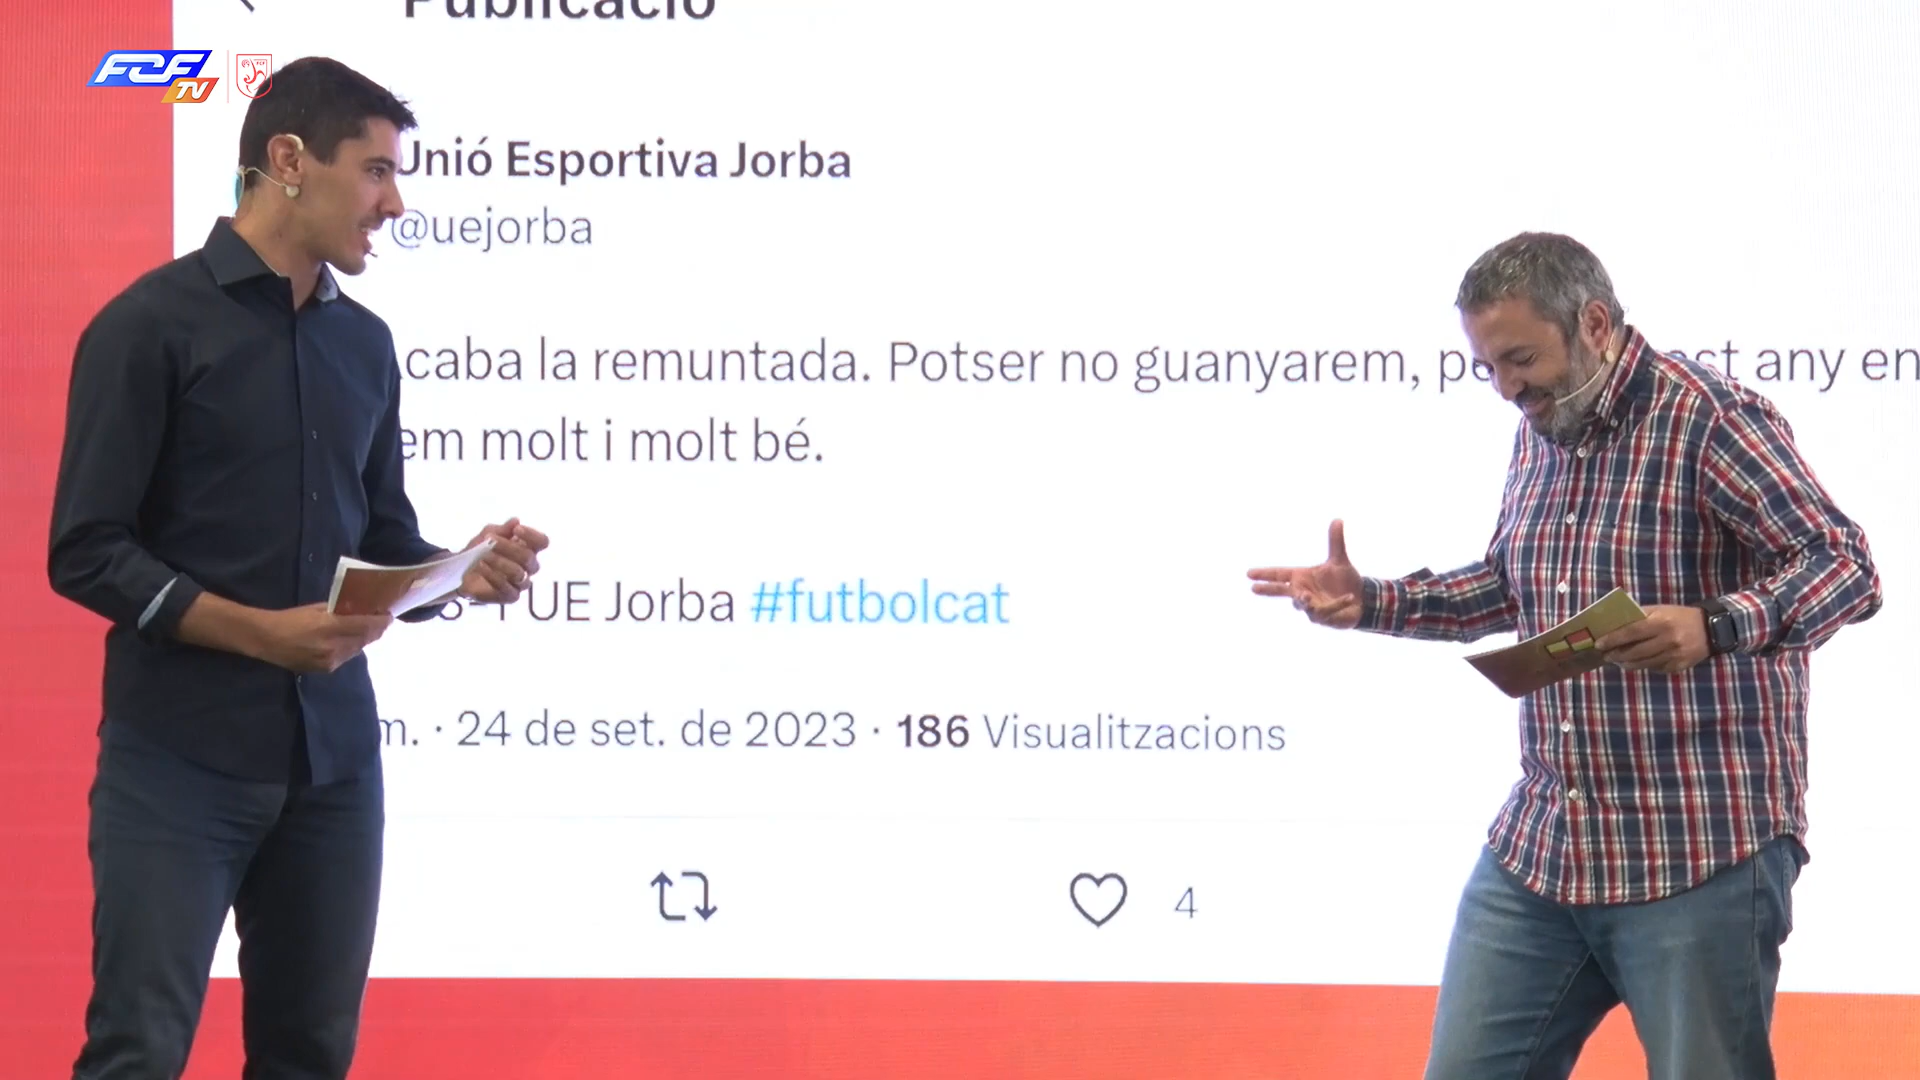 Publicació
FCF
TV
Unió Esportiva Jorba
@uejorba
caba la remuntada. Potser no guanyarem, any en
em molt i molt bé.
UE Jorba #futbolcat
m. · 24 de set. de 2023 · 186 Visualitzacions
4